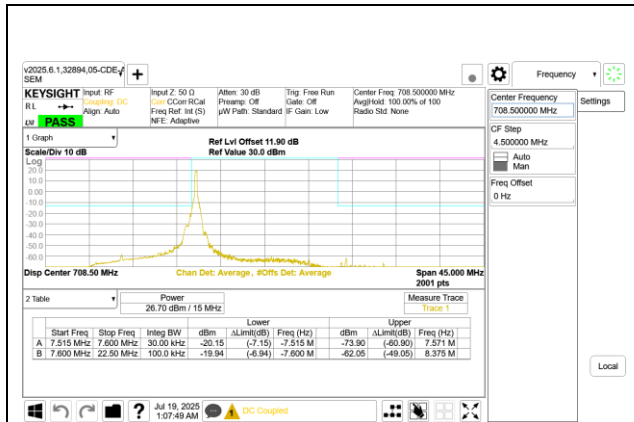 v2025.6.1,32894,05-CDE-A
SEM
+
Frequency
KEYSIGHT
RL
PASS
Input: RF
Coupling: DC
Align: Auto
Input Z: 50 Ω
Corr CCorr RCal
Freq Ref: Int (S)
NFE: Adaptive
Atten: 30 dB
Preamp: Off
µW Path: Standard
Trig: Free Run
Gate: Off
IF Gain: Low
Center Freq: 708.500000 MHz
Avg|Hold: 100.00% of 100
Radio Std: None
Center Frequency
708.500000 MHz
Settings
CF Step
4.500000 MHz
Auto
Man
Freq Offset
0 Hz
Local
1 Graph
Scale/Div 10 dB
Ref Lvl Offset 11.90 dB
Ref Value 30.0 dBm
Log
20.0
10.0
0.00
-10.0
-20.0
-30.0
-40.0
-50.0
-60.0
Disp Center 708.50 MHz
Chan Det: Average , #Offs Det: Average
Span 45.000 MHz
2001 pts
2 Table
Power
26.70 dBm / 15 MHz
Measure Trace
Trace 1
Lower Upper
Start Freq Stop Freq Integ BW dBm ΔLimit(dB) Freq (Hz) dBm ΔLimit(dB) Freq (Hz)
A 7.515 MHz 7.600 MHz 30.00 kHz -20.15 (-7.15) -7.515 M -73.90 (-60.90) 7.571 M
B 7.600 MHz 22.50 MHz 100.0 kHz -19.94 (-6.94) -7.600 M -62.05 (-49.05) 8.375 M
?
Jul 19, 2025
1:07:49 AM
DC Coupled